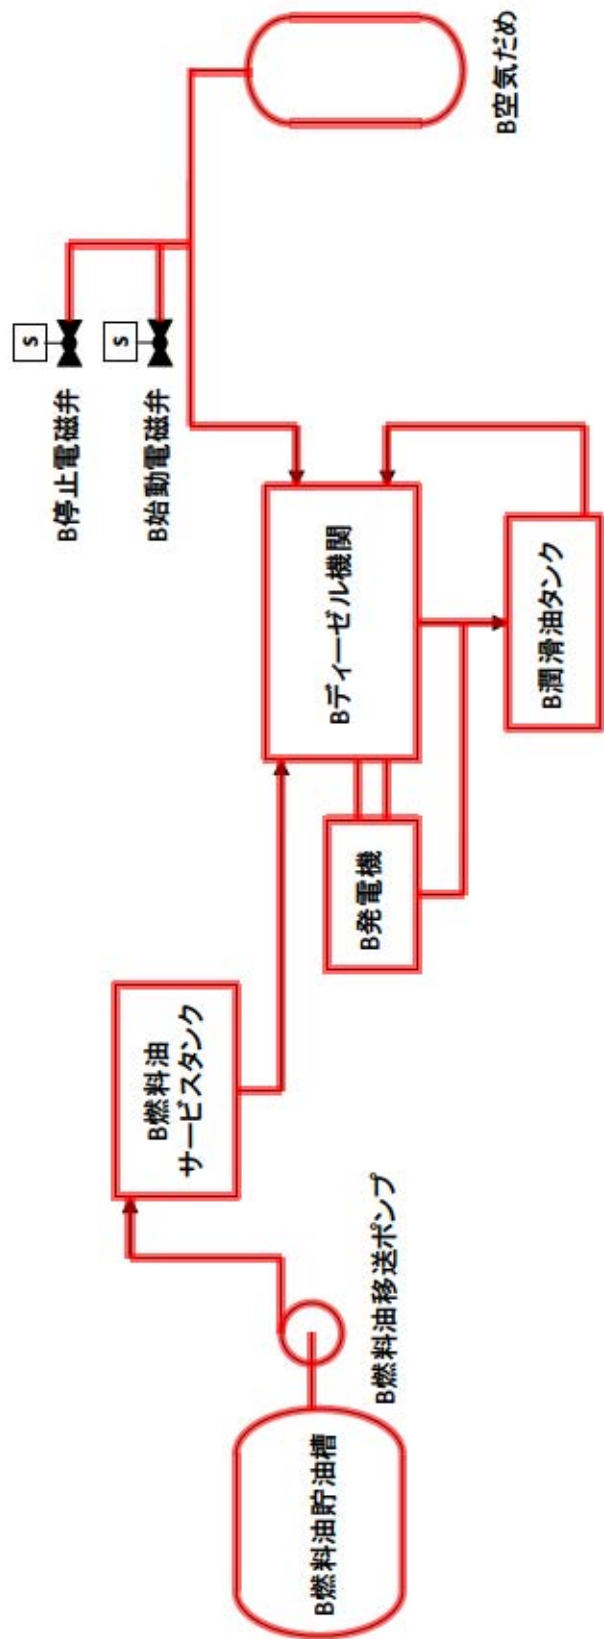 B停止電磁弁
S
B始動電磁弁
S
B空気だめ
B燃料油
サービスタンク
Bディーゼル機関
B発電機
B潤滑油タンク
B燃料油貯油槽
B燃料油移送ポンプ